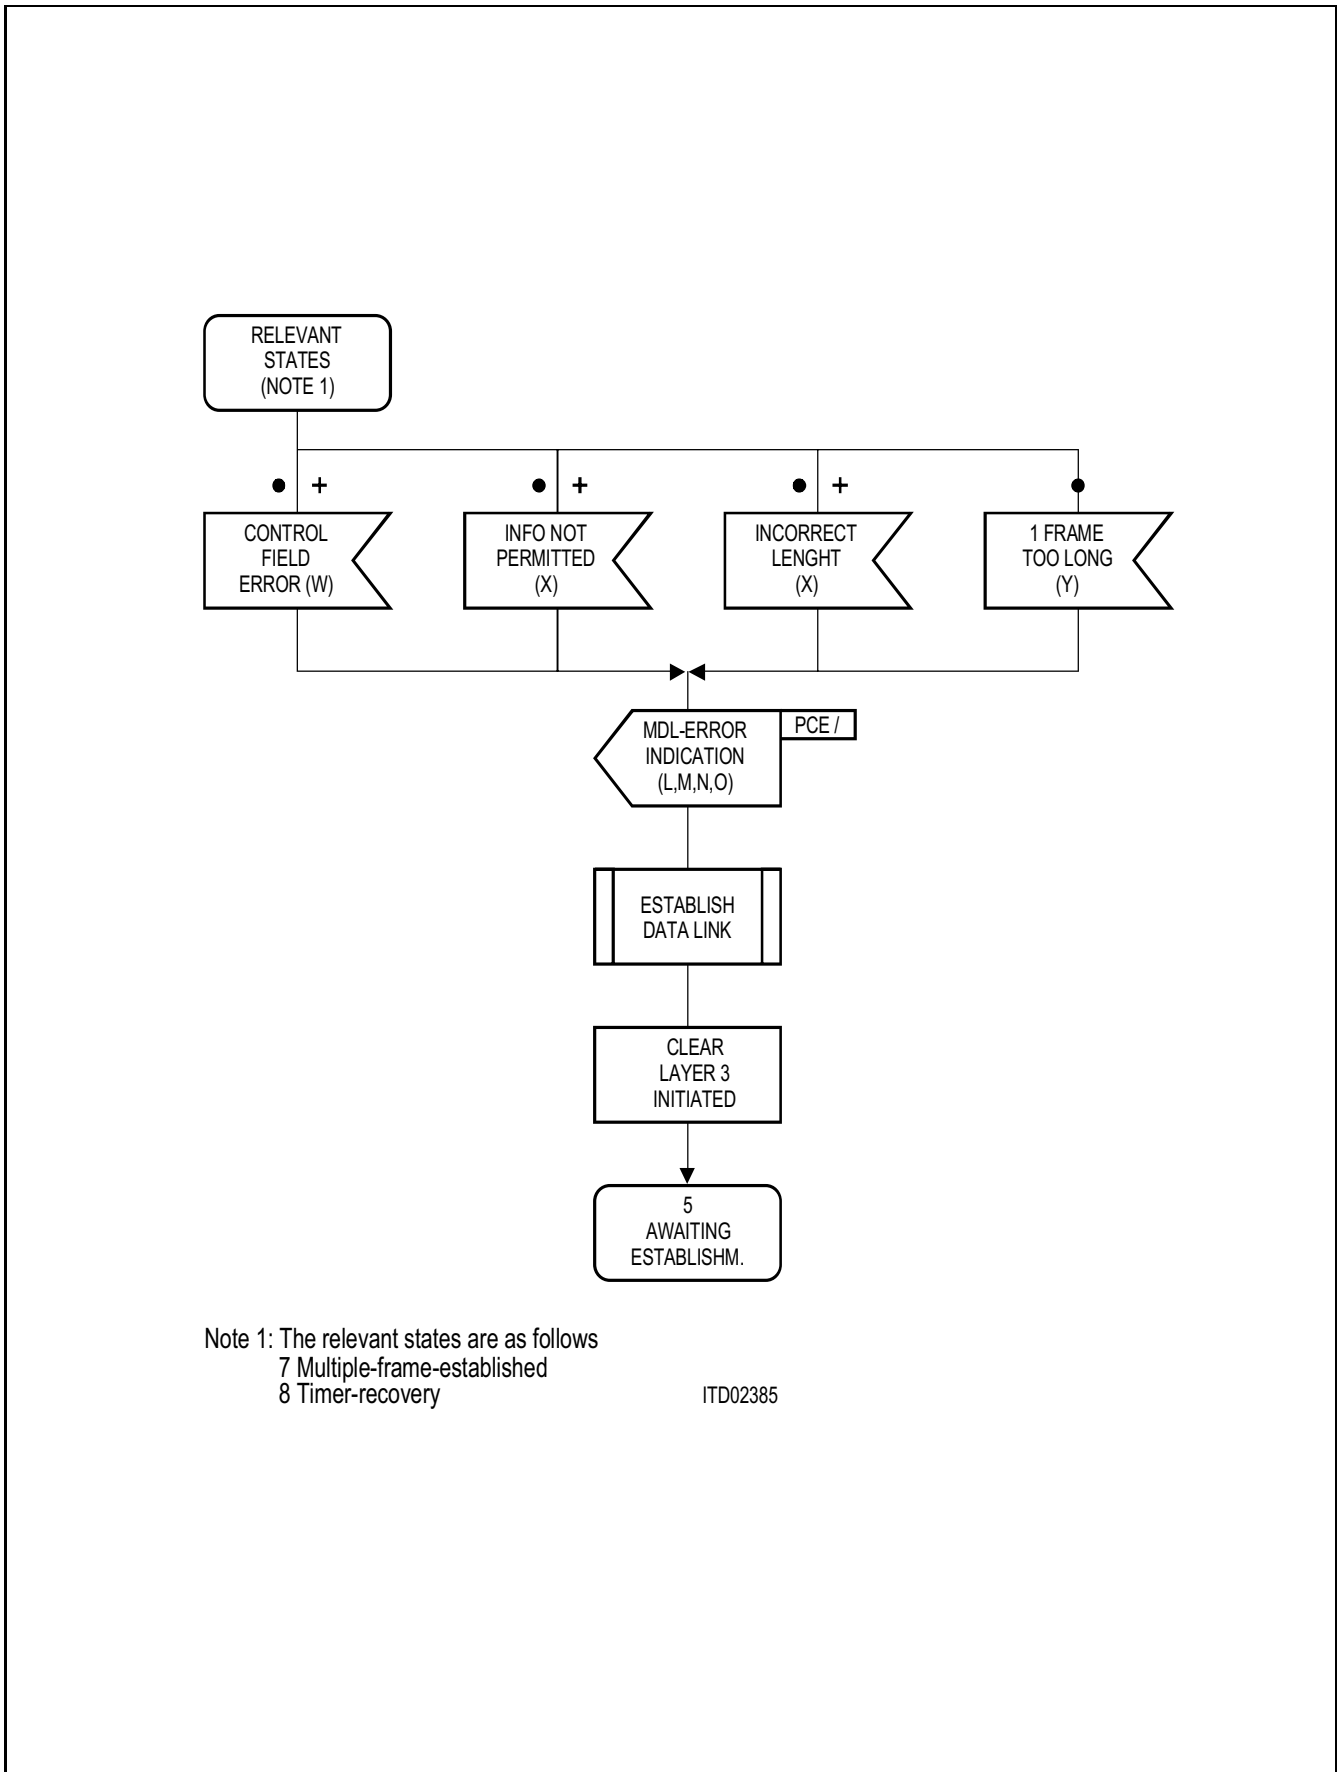 RELEVANT
STATES
(NOTE 1)
+
+
+
CONTROL
FIELD
ERROR (W)
INFO NOT
PERMITTED
(X)
INCORRECT
LENGHT
(X)
1 FRAME
TOO LONG
(Y)
MDL-ERROR
INDICATION
(L,M,N,O)
PCE /
ESTABLISH
DATA LINK
CLEAR
LAYER 3
INITIATED
5
AWAITING
ESTABLISHM.
Note 1: The relevant states are as follows
7 Multiple-frame-established
8 Timer-recovery
ITD02385